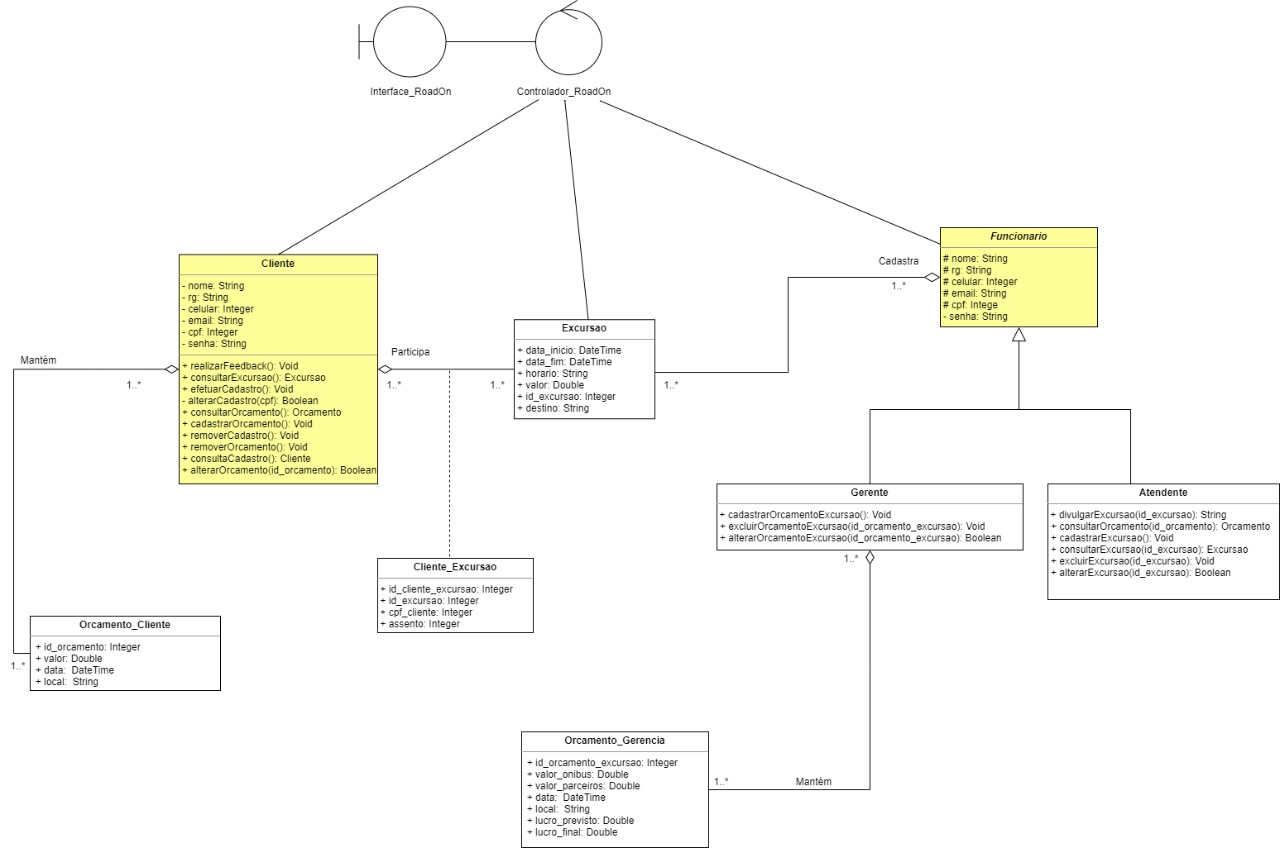 Interface_RoadOn
Controlador_RoadOn
Cliente
- nome: String
- rg: String
- celular: Integer
- email: String
- cpf: Integer
- senha: String
+ realizarFeedback(): Void
+ consultarExcursao(): Excursao
+ efetuarCadastro(): Void
- alterarCadastro(cpf): Boolean
+ consultarOrcamento(): Orcamento
+ cadastrarOrcamento(): Void
+ removerCadastro(): Void
+ removerOrcamento(): Void
+ consultaCadastro(): Cliente
+ alterarOrcamento(id_orcamento): Boolean
Mantém
1..*
1..*
Participa
1..*
1..*
Excursao
+ data_inicio: DateTime
+ data_fim: DateTime
+ horario: String
+ valor: Double
+ id_excursao: Integer
+ destino: String
1..*
Cadastra
1..*
Funcionario
# nome: String
# rg: String
# celular: Integer
# email: String
# cpf: Intege
- senha: String
Gerente
+ cadastrarOrcamentoExcursao(): Void
+ excluirOrcamentoExcursao(id_orcamento_excursao): Void
+ alterarOrcamentoExcursao(id_orcamento_excursao): Boolean
1..*
Atendente
+ divulgarExcursao(id_excursao): String
+ consultarOrcamento(id_orcamento): Orcamento
+ cadastrarExcursao(): Void
+ consultarExcursao(id_excursao): Excursao
+ excluirExcursao(id_excursao): Void
+ alterarExcursao(id_excursao): Boolean
Cliente_Excursao
+ id_cliente_excursao: Integer
+ id_excursao: Integer
+ cpf_cliente: Integer
+ assento: Integer
Orcamento_Cliente
+ id_orcamento: Integer
+ valor: Double
+ data:  DateTime
+ local:  String
Orcamento_Gerencia
+ id_orcamento_excursao: Integer
+ valor_onibus: Double
+ valor_parceiros: Double
+ data:  DateTime
+ local:  String
+ lucro_previsto: Double
+ lucro_final: Double
1..*
Mantém